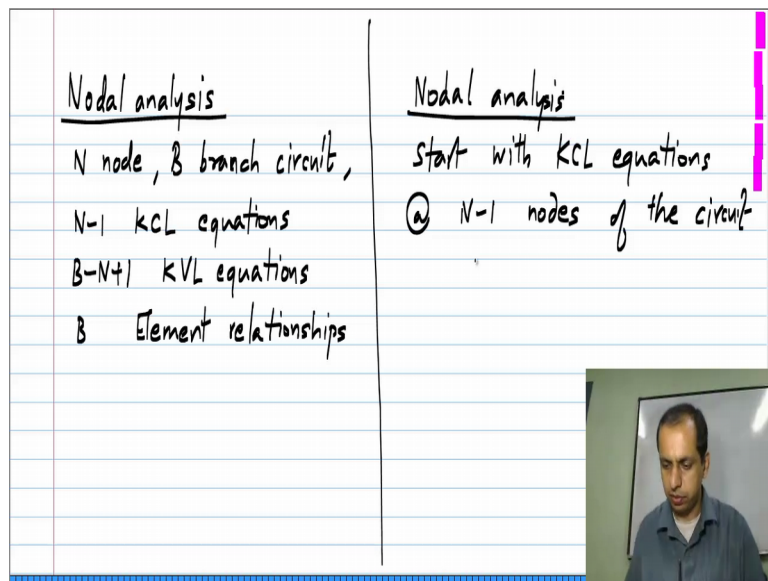 Nodal analysis
N node, B branch circuit,
N-1 KCL equations
B-N+1 KVL equations
B Element relationships
Nodal analysis
Start with KCL equations
@ N-1 nodes of the circuit